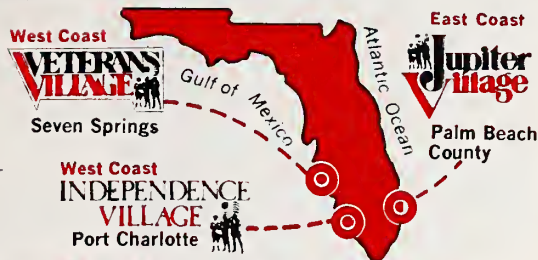 West Coast
VETERANS
VILLAGE
Seven Springs
Gulf of Mexico
Atlantic Ocean
East Coast
Jupiter
Village
Palm Beach
County
West Coast
INDEPENDENCE
VILLAGE
Port Charlotte